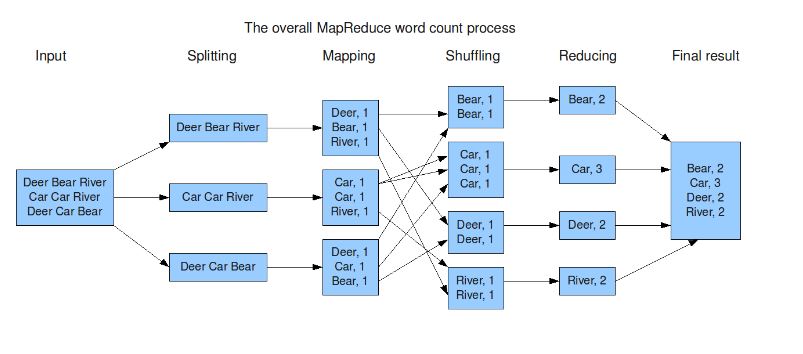 The overall MapReduce word count process
Input
Splitting
Mapping
Shuffling
Reducing
Final result
Deer Bear River
Car Car River
Deer Car Bear
Deer Bear River
Car Car River
Deer Car Bear
Deer, 1
Bear, 1
River, 1
Car, 1
Car, 1
River, 1
Deer, 1
Car, 1
Bear, 1
Bear, 1
Bear, 1
Car, 1
Car, 1
Car, 1
Deer, 1
Deer, 1
River, 1
River, 1
Bear, 2
Car, 3
Deer, 2
River, 2
Bear, 2
Car, 3
Deer, 2
River, 2